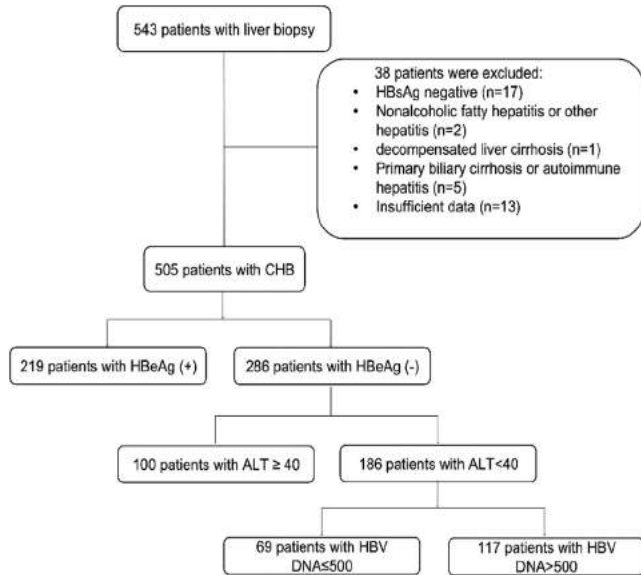 543 patients with liver biopsy
38 patients were excluded:
• HBsAg negative (n=17)
• Nonalcoholic fatty hepatitis or other
hepatitis (n=2)
• decompensated liver cirrhosis (n=1)
• Primary biliary cirrhosis or autoimmune
hepatitis (n=5)
• Insufficient data (n=13)
505 patients with CHB
219 patients with HBeAg (+)
286 patients with HBeAg (-)
100 patients with ALT ≥ 40
186 patients with ALT<40
69 patients with HBV
DNA≤500
117 patients with HBV
DNA>500